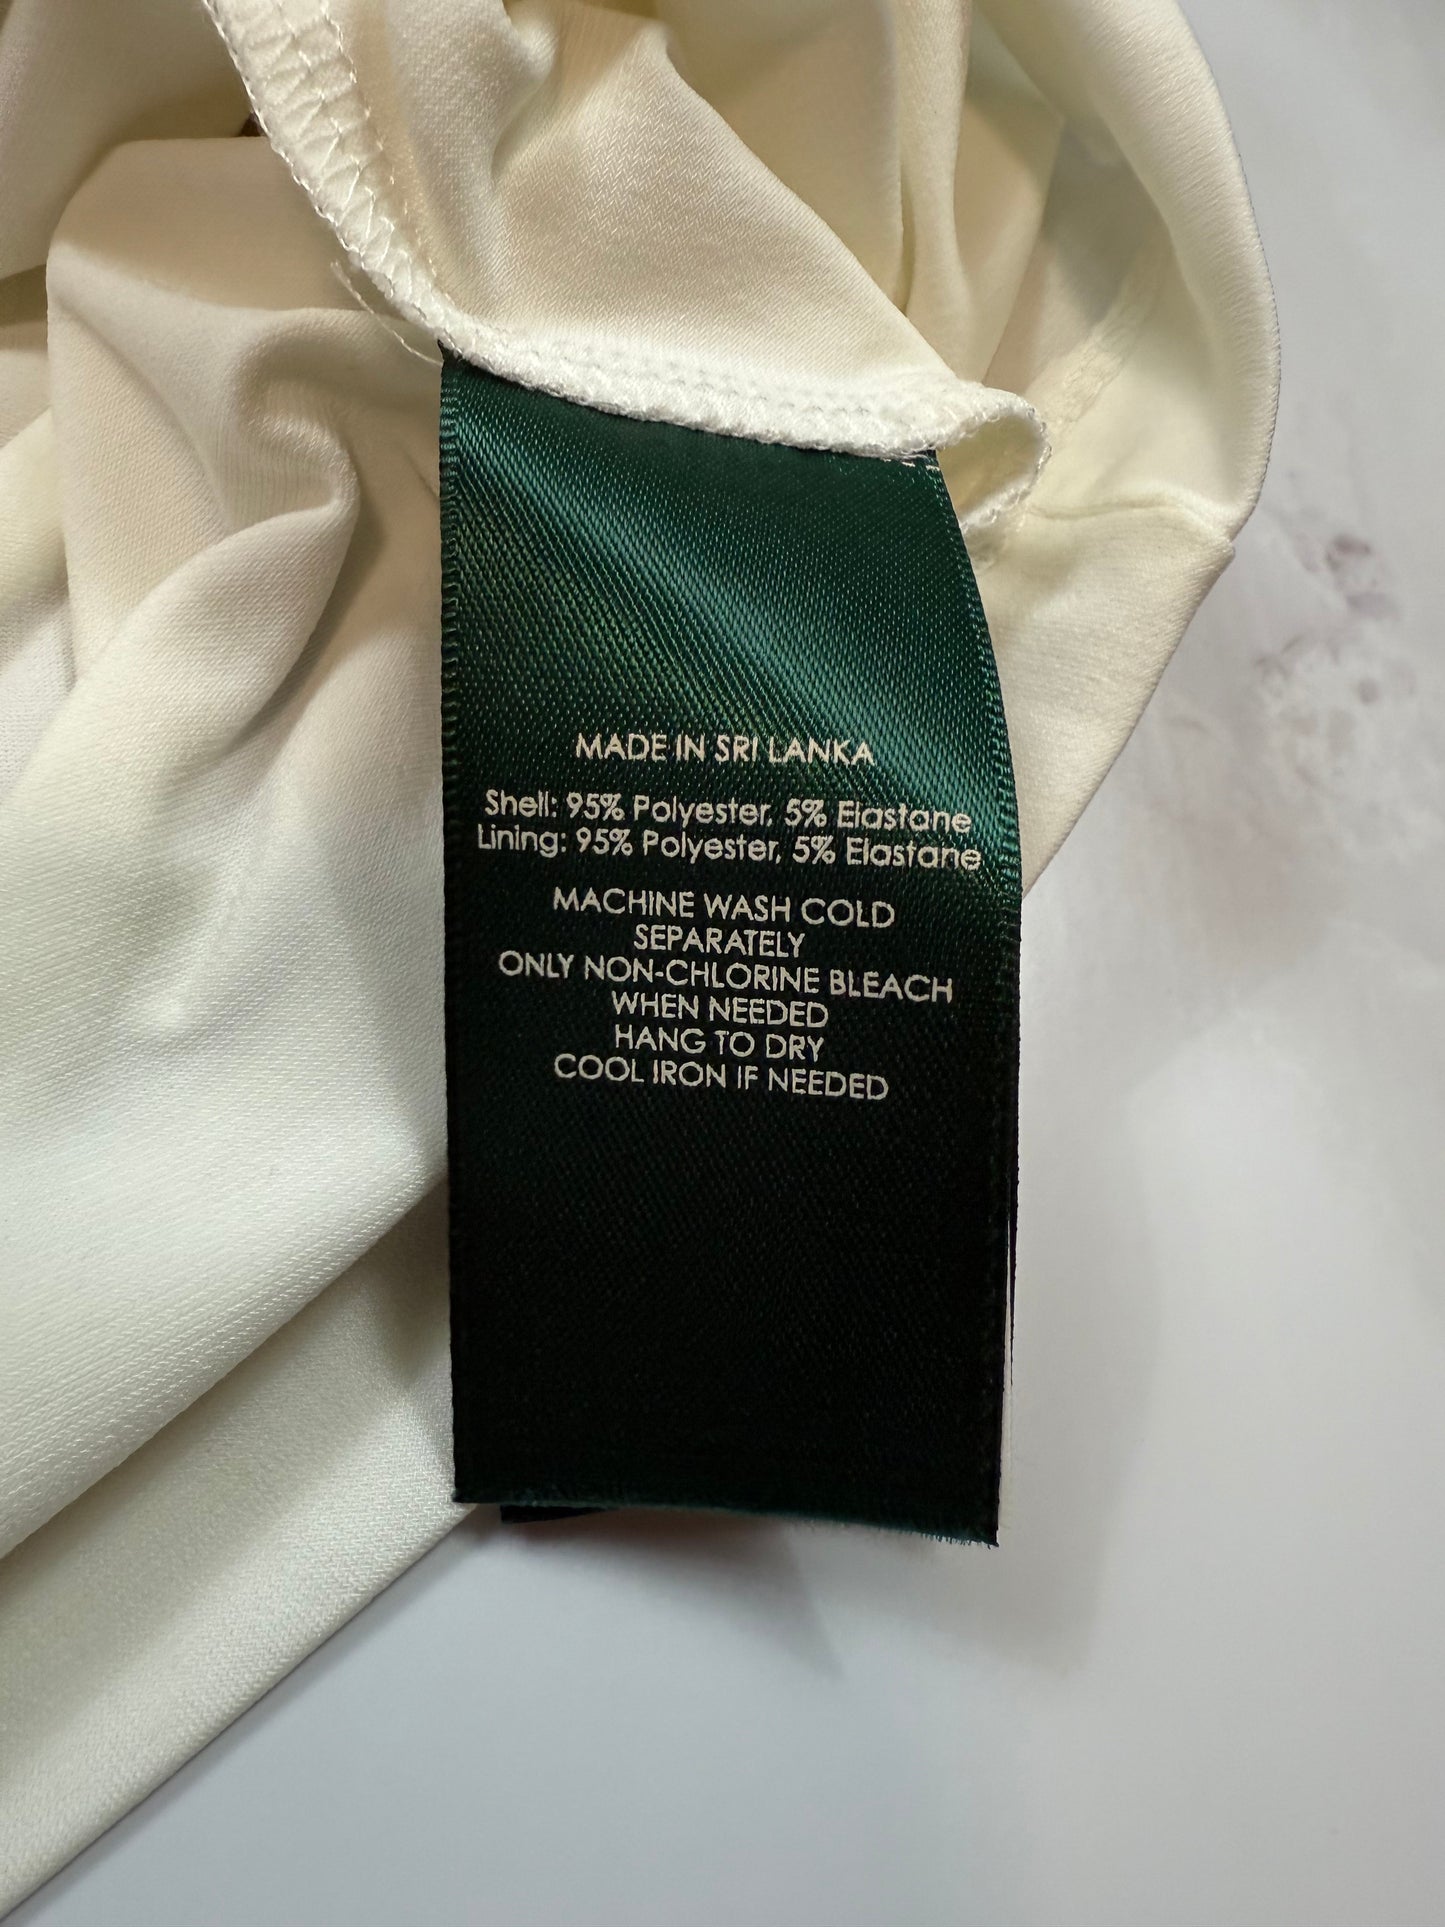 MADE IN SRI LANKA
Shell: 95% Polyester, 5% Elastane
Lining: 95% Polyester, 5% Elastane
MACHINE WASH COLD
SEPARATELY
ONLY NON-CHLORINE BLEACH
WHEN NEEDED
HANG TO DRY
COOL IRON IF NEEDED